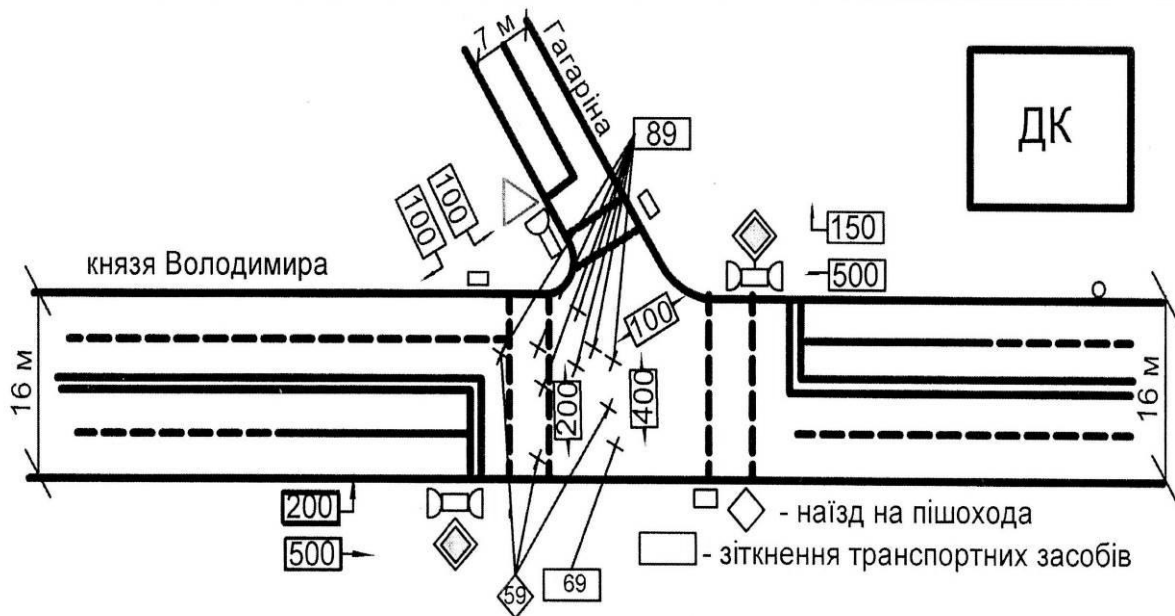 7 м
Гагаріна
89
ДК
100
100
150
князя Володимира
500
100
16 м
200
400
16 м
200
- наїзд на пішохода
500
- зіткнення транспортних засобів
59
69